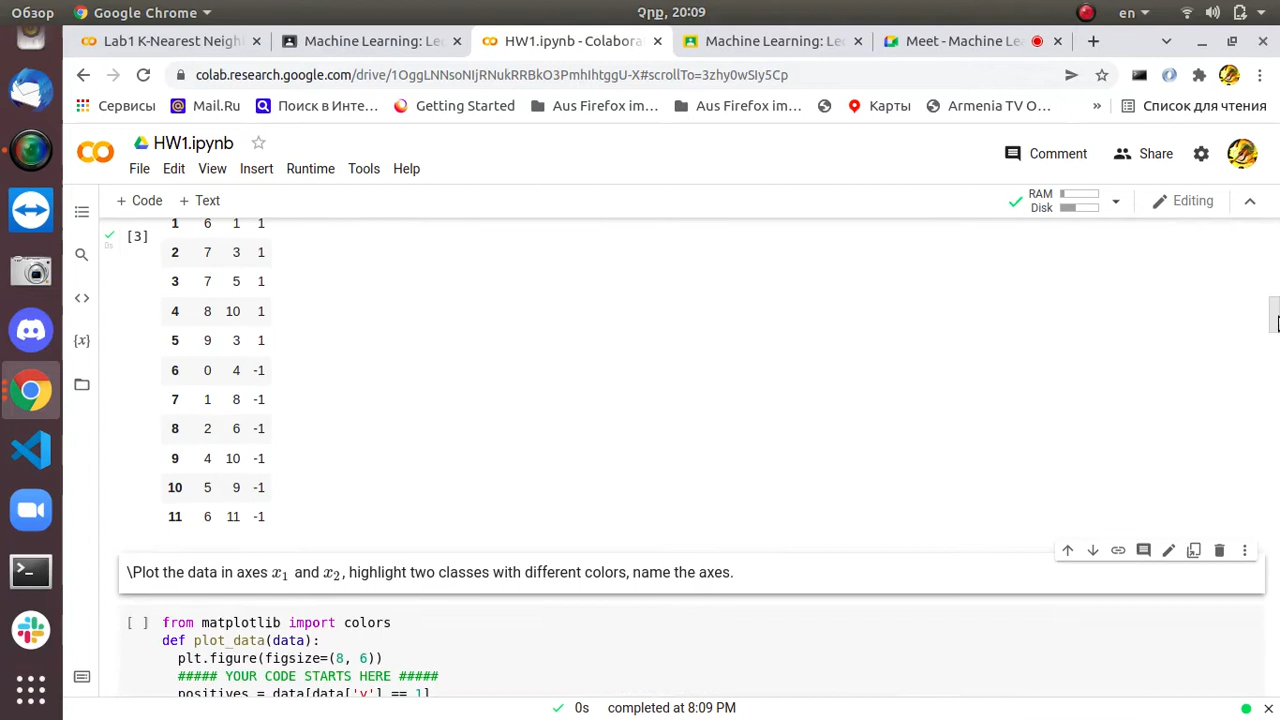 Обзор Google Chrome Չրք, 20:09 en
Lab1 K-Nearest Neigh Machine Learning: Lec HW1.ipynb - Colabora Machine Learning: Lec Meet - Machine Le
colab.research.google.com/drive/1OggLNNsoNIjRNukRRBkO3PmhIhtggU-X#scrollTo=3zhy0wSIy5Cp
Сервисы Mail.Ru Поиск в Инте... Getting Started Aus Firefox im... Aus Firefox im... Карты Armenia TV O... » Список для чтения
HW1.ipynb
Comment Share
File Edit View Insert Runtime Tools Help
+ Code + Text RAM Disk Editing
1 6 1 1
[3]
0s
2 7 3 1
3 7 5 1
4 8 10 1
5 9 3 1
6 0 4 -1
7 1 8 -1
8 2 6 -1
9 4 10 -1
10 5 9 -1
11 6 11 -1
\Plot the data in axes x1 and x2, highlight two classes with different colors, name the axes.
[ ] from matplotlib import colors
def plot_data(data):
plt.figure(figsize=(8, 6))
##### YOUR CODE STARTS HERE #####
positives = data[data['y'] == 1]
0s completed at 8:09 PM